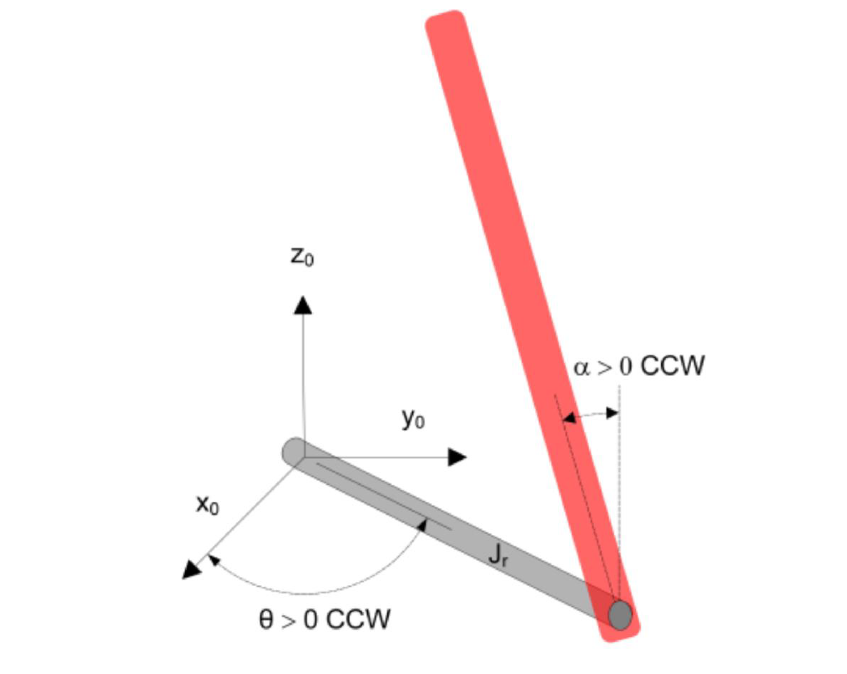 z₀
α > 0 CCW
y₀
x₀
Jᵣ
θ > 0 CCW